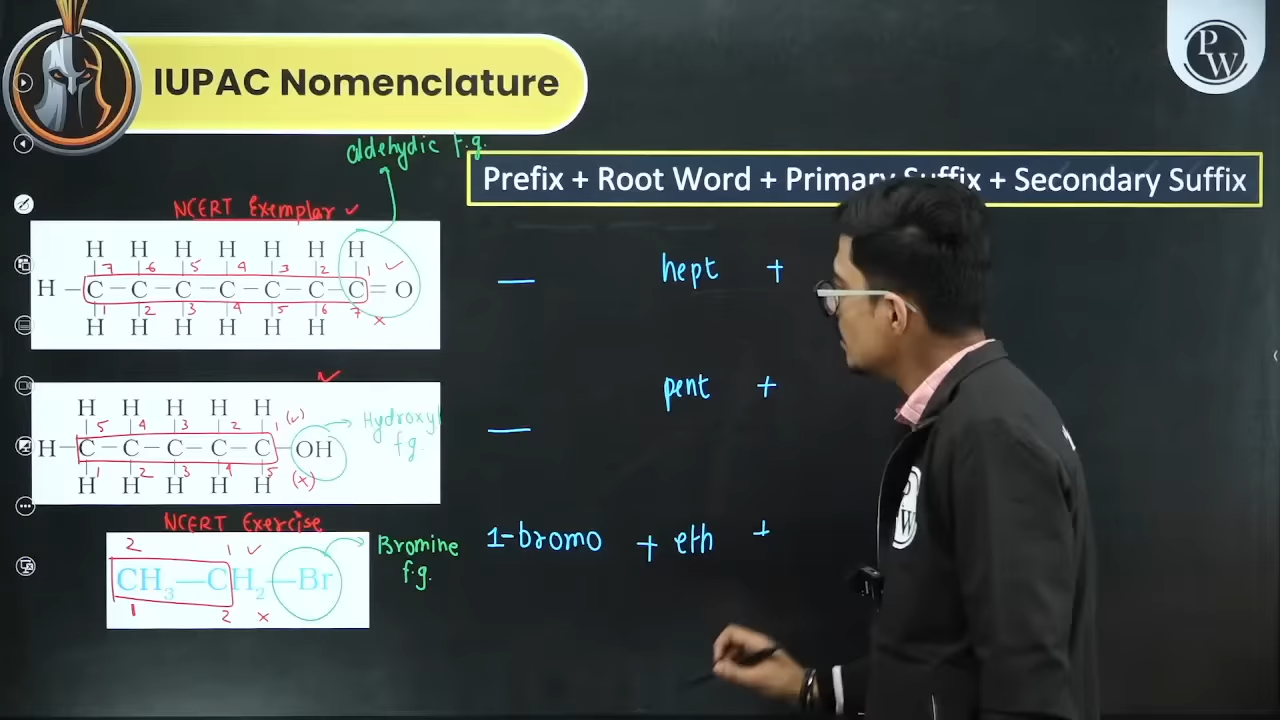 IUPAC Nomenclature
PW
aldehydic f.g.
Prefix + Root Word + Primary Suffix + Secondary Suffix
NCERT Exemplar ✓
H H H H H H H
7 6 5 4 3 2 1 ✓
H – C – C – C – C – C – C – C = O
1 2 3 4 5 6 7 ×
H H H H H H
— hept +
✓
H H H H H
5 4 3 2 1 (✓)
H – C – C – C – C – C – OH
1 2 3 4 5 (×)
H H H H H
Hydroxyl
f.g.
— pent +
NCERT Exercise
2 1 ✓
CH₃—CH₂—Br
1 2 ×
Bromine
f.g.
1-bromo + eth +
PW